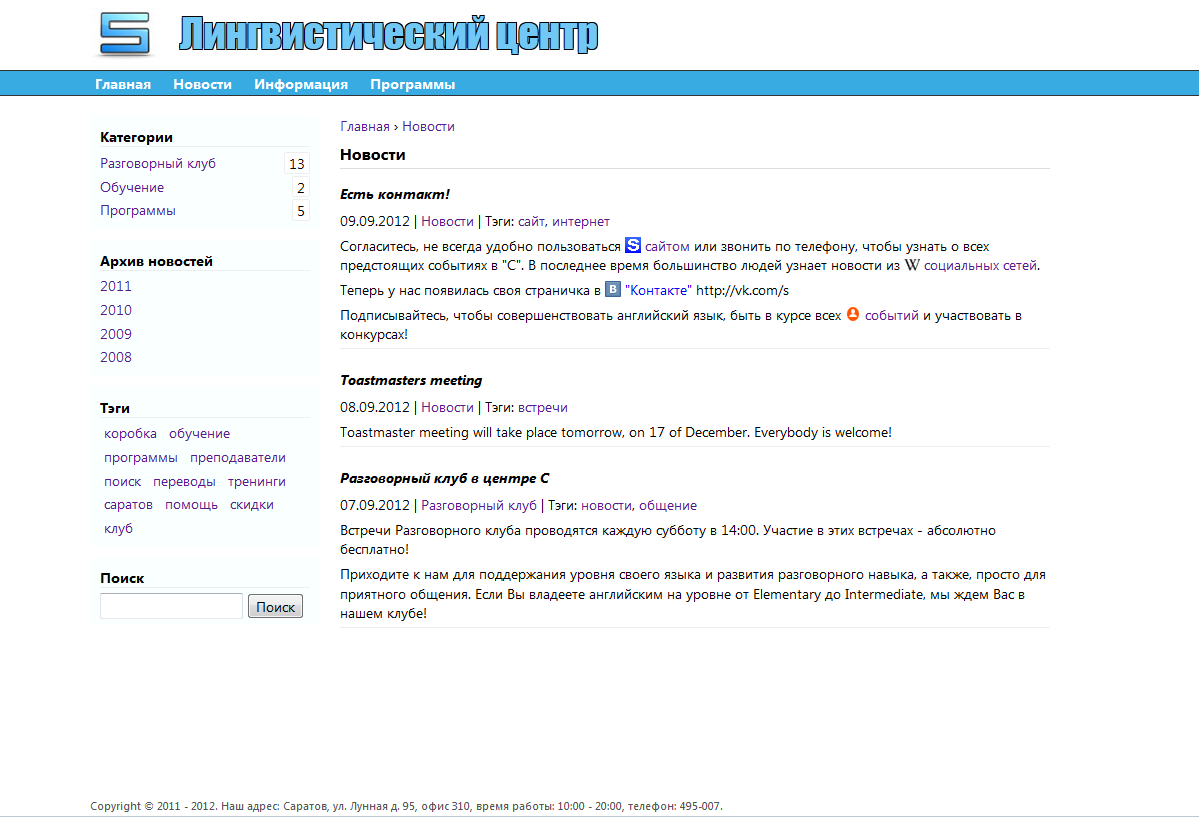 S Лингвистический центр
Главная Новости Информация Программы
Категории
Разговорный клуб 13
Обучение 2
Программы 5
Архив новостей
2011
2010
2009
2008
Тэги
коробка обучение
программы преподаватели
поиск переводы тренинги
саратов помощь скидки
клуб
Поиск
Поиск
Главная › Новости
Новости
Есть контакт!
09.09.2012 | Новости | Тэги: сайт, интернет
Согласитесь, не всегда удобно пользоваться S сайтом или звонить по телефону, чтобы узнать о всех
предстоящих событиях в "С". В последнее время большинство людей узнает новости из W социальных сетей.
Теперь у нас появилась своя страничка в B "Контакте" http://vk.com/s
Подписывайтесь, чтобы совершенствовать английский язык, быть в курсе всех событий и участвовать в
конкурсах!
Toastmasters meeting
08.09.2012 | Новости | Тэги: встречи
Toastmaster meeting will take place tomorrow, on 17 of December. Everybody is welcome!
Разговорный клуб в центре С
07.09.2012 | Разговорный клуб | Тэги: новости, общение
Встречи Разговорного клуба проводятся каждую субботу в 14:00. Участие в этих встречах - абсолютно
бесплатно!
Приходите к нам для поддержания уровня своего языка и развития разговорного навыка, а также, просто для
приятного общения. Если Вы владеете английским на уровне от Elementary до Intermediate, мы ждем Вас в
нашем клубе!
Copyright © 2011 - 2012. Наш адрес: Саратов, ул. Лунная д. 95, офис 310, время работы: 10:00 - 20:00, телефон: 495-007.